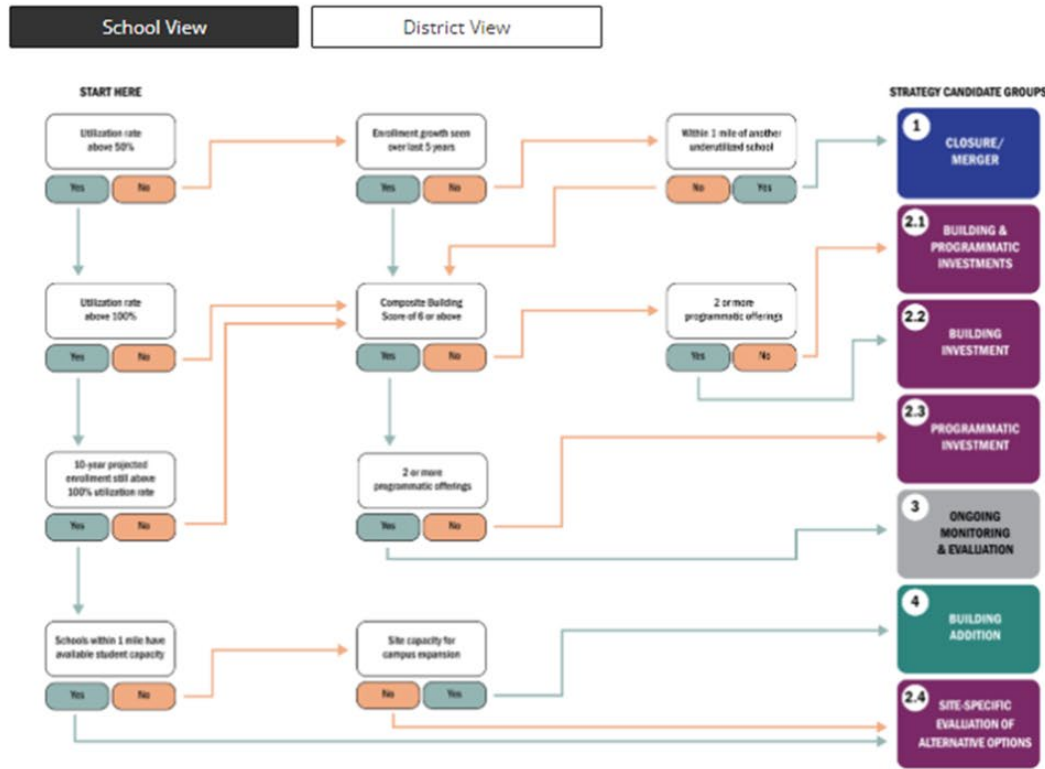 School View
District View
START HERE
STRATEGY CANDIDATE GROUPS
Utilization rate
above 50%
Yes
No
Enrollment growth seen
over last 5 years
Yes
No
Within 1 mile of another
underutilized school
No
Yes
1
CLOSURE/
MERGER
2.1
BUILDING &
PROGRAMMATIC
INVESTMENTS
Utilization rate
above 100%
Yes
No
Composite Building
Score of 6 or above
Yes
No
2 or more
programmatic offerings
Yes
No
2.2
BUILDING
INVESTMENT
2.3
PROGRAMMATIC
INVESTMENT
10-year projected
enrollment still above
100% utilization rate
Yes
No
2 or more
programmatic offerings
Yes
No
3
ONGOING
MONITORING
& EVALUATION
4
BUILDING
ADDITION
Schools within 1 mile have
available student capacity
Yes
No
Site capacity for
campus expansion
No
Yes
2.4
SITE-SPECIFIC
EVALUATION OF
ALTERNATIVE OPTIONS